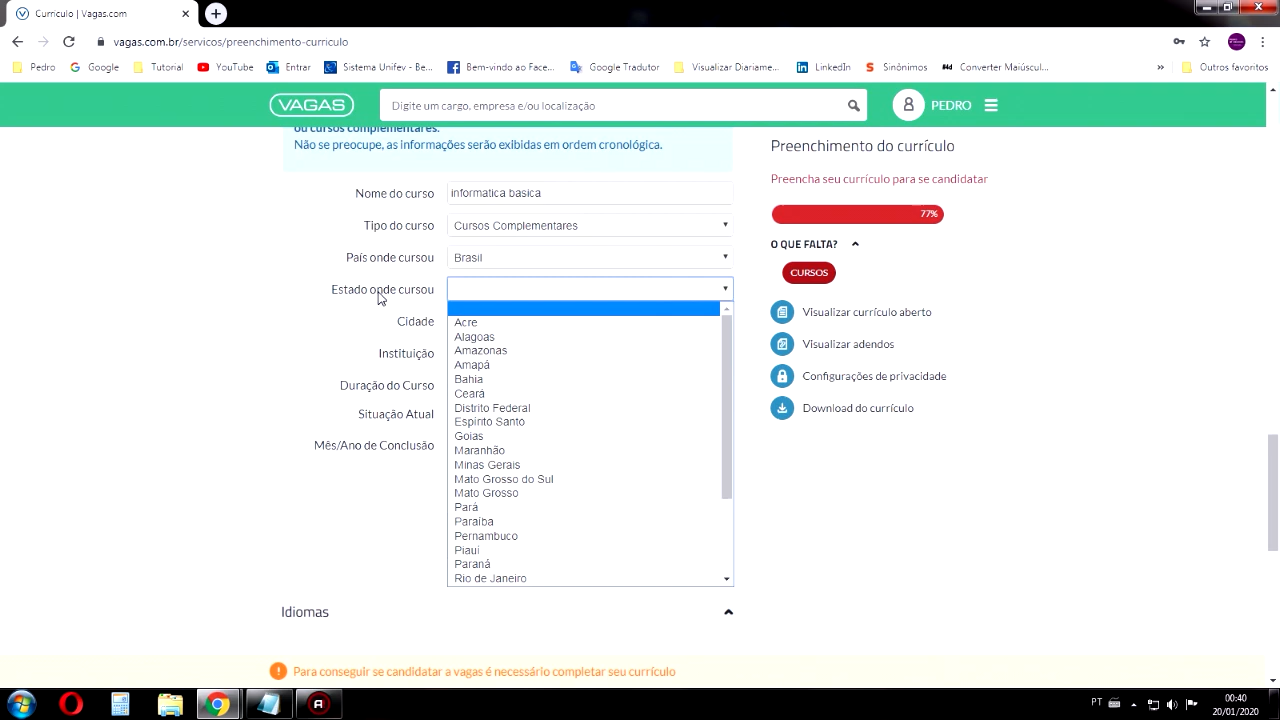 Curriculo | Vagas.com
vagas.com.br/servicos/preenchimento-curriculo
Pedro Google Tutorial YouTube Entrar Sistema Unifev - Be... Bem-vindo ao Face... Google Tradutor Visualizar Diariame... LinkedIn Sinônimos Converter Maiúscul... » Outros favoritos
VAGAS Digite um cargo, empresa e/ou localização PEDRO
ou cursos complementares.
Não se preocupe, as informações serão exibidas em ordem cronológica.
Nome do curso informatica basica
Tipo do curso Cursos Complementares
País onde cursou Brasil
Estado onde cursou
Cidade
Instituição
Duração do Curso
Situação Atual
Mês/Ano de Conclusão
Acre
Alagoas
Amazonas
Amapá
Bahia
Ceará
Distrito Federal
Espírito Santo
Goias
Maranhão
Minas Gerais
Mato Grosso do Sul
Mato Grosso
Pará
Paraíba
Pernambuco
Piauí
Paraná
Rio de Janeiro
Preenchimento do currículo
Preencha seu currículo para se candidatar
77%
O QUE FALTA?
CURSOS
Visualizar currículo aberto
Visualizar adendos
Configurações de privacidade
Download do currículo
Idiomas
Para conseguir se candidatar a vagas é necessário completar seu currículo
PT
00:40
20/01/2020